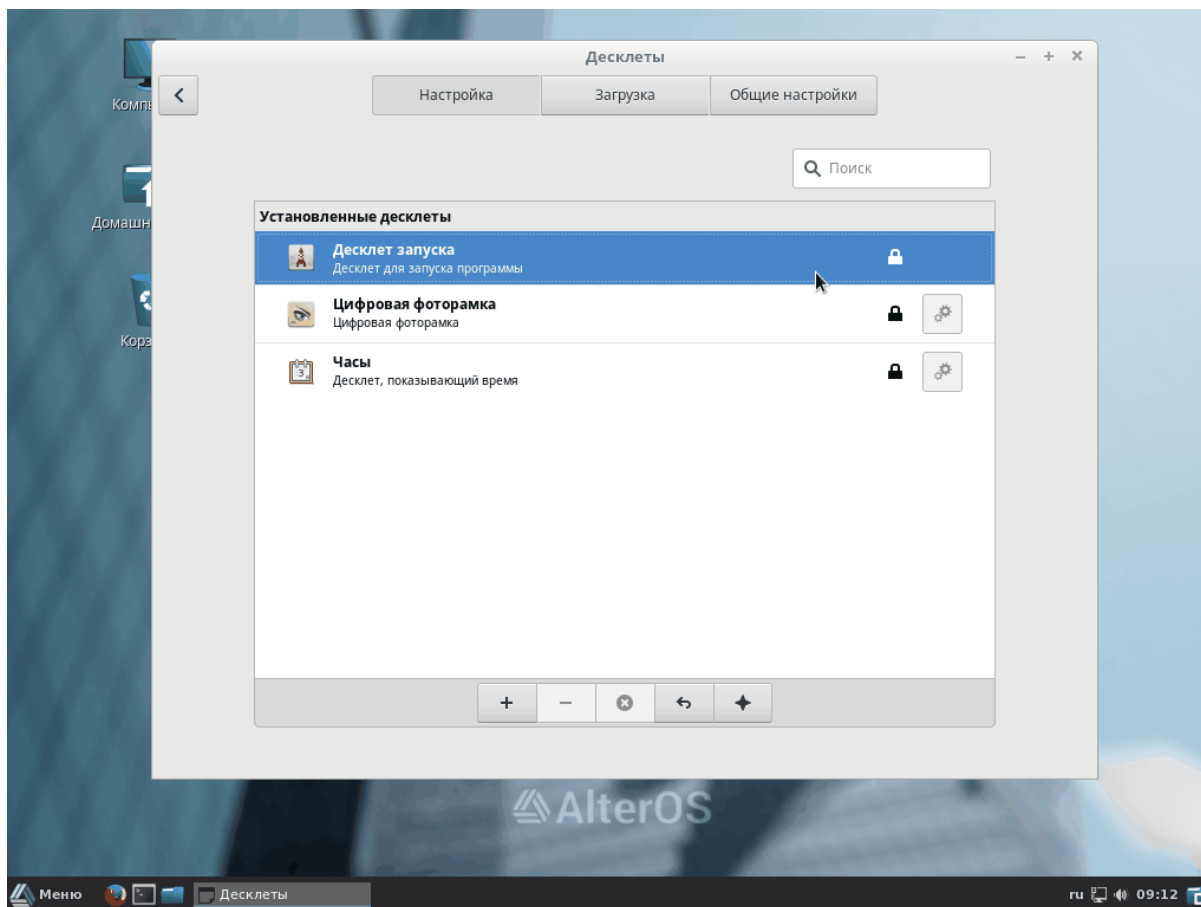 Десклеты
Настройка
Загрузка
Общие настройки
Поиск
Установленные десклеты
Десклет запуска
Десклет для запуска программы
Цифровая фоторамка
Цифровая фоторамка
Часы
Десклет, показывающий время
AlterOS
Меню
Десклеты
ru
09:12